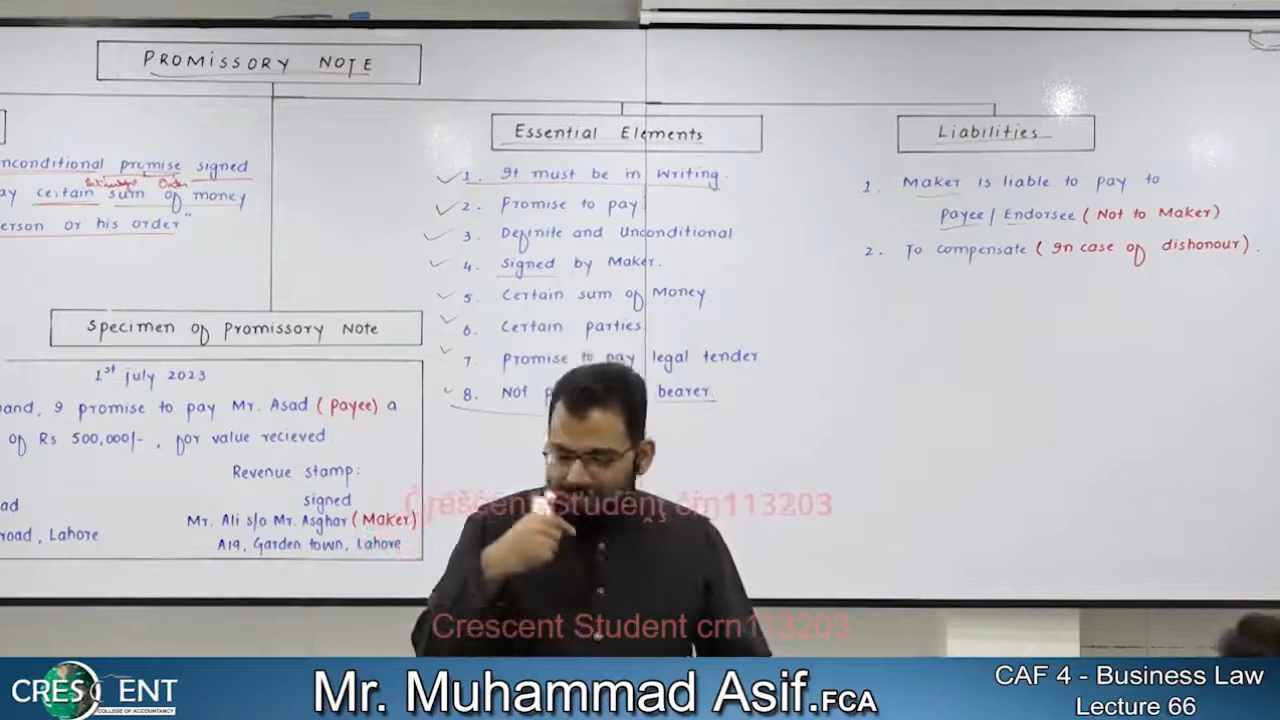 PROMISSORY NOTE
nconditional promise signed
ay certain sum of money
Order
erson or his order"
Specimen of Promissory Note
1st july 2023
and, I promise to pay Mr. Asad (Payee) a
of Rs 500,000/-, for value recieved.
Revenue stamp:
signed
ad
Mr. Ali s/o Mr. Asghar (Maker)
road, Lahore
A19, Garden town, Lahore
Essential Elements
1. It must be in writing.
2. Promise to pay
3. Definite and Unconditional
4. Signed by Maker.
5. Certain sum of Money
6. Certain parties
7. Promise to pay legal tender
8. Not bearer.
Liabilities
1. Maker is liable to pay to
Payee / Endorsee (Not to Maker)
2. To compensate (In case of dishonour).
Crescent Student crn113203
Crescent Student crn113203
CRESCENT
COLLEGE OF ACCOUNTANCY
Mr. Muhammad Asif.FCA
CAF 4 - Business Law
Lecture 66